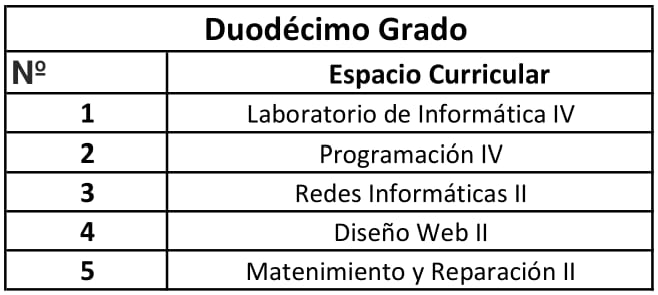 Duodécimo Grado
Nº Espacio Curricular
1 Laboratorio de Informática IV
2 Programación IV
3 Redes Informáticas II
4 Diseño Web II
5 Matenimiento y Reparación II